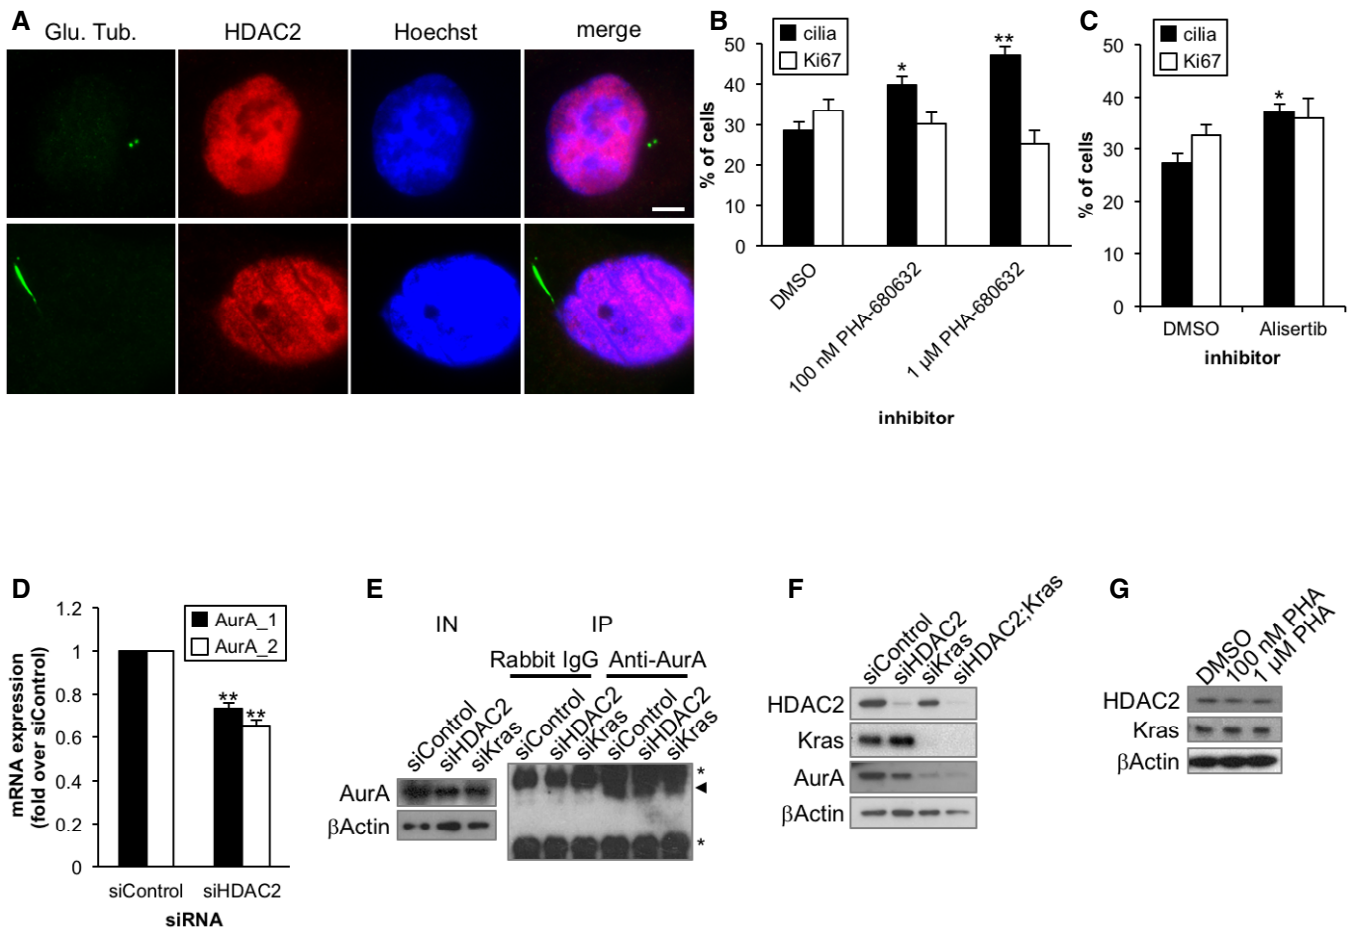 A
Glu. Tub.
HDAC2
Hoechst
merge
B
cilia
Ki67
% of cells
50
40
30
20
10
0
*
**
DMSO
100 nM PHA-680632
1 µM PHA-680632
inhibitor
C
cilia
Ki67
% of cells
50
40
30
20
10
0
*
DMSO
Alisertib
inhibitor
D
AurA_1
AurA_2
mRNA expression
(fold over siControl)
1.2
1
0.8
0.6
0.4
0.2
0
**
**
siControl
siHDAC2
siRNA
E
IN
IP
Rabbit IgG
Anti-AurA
siControl
siHDAC2
siKras
siControl
siHDAC2
siKras
siControl
siHDAC2
siKras
AurA
βActin
*
*
F
siControl
siHDAC2
siKras
siHDAC2;Kras
HDAC2
Kras
AurA
βActin
G
DMSO
100 nM PHA
1 µM PHA
HDAC2
Kras
βActin